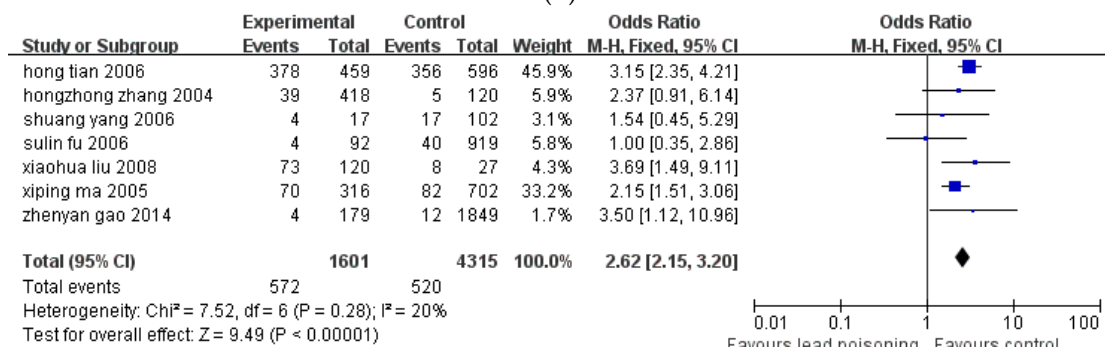 Experimental Control Odds Ratio Odds Ratio
Study or Subgroup Events Total Events Total Weight M-H, Fixed, 95% CI M-H, Fixed, 95% CI
hong tian 2006 378 459 356 596 45.9% 3.15 [2.35, 4.21]
hongzhong zhang 2004 39 418 5 120 5.9% 2.37 [0.91, 6.14]
shuang yang 2006 4 17 17 102 3.1% 1.54 [0.45, 5.29]
sulin fu 2006 4 92 40 919 5.8% 1.00 [0.35, 2.86]
xiaohua liu 2008 73 120 8 27 4.3% 3.69 [1.49, 9.11]
xiping ma 2005 70 316 82 702 33.2% 2.15 [1.51, 3.06]
zhenyan gao 2014 4 179 12 1849 1.7% 3.50 [1.12, 10.96]
Total (95% CI) 1601 4315 100.0% 2.62 [2.15, 3.20]
Total events 572 520
Heterogeneity: Chi² = 7.52, df = 6 (P = 0.28); I² = 20%
Test for overall effect: Z = 9.49 (P < 0.00001)
0.01 0.1 1 10 100
Favours lead poisoning Favours control